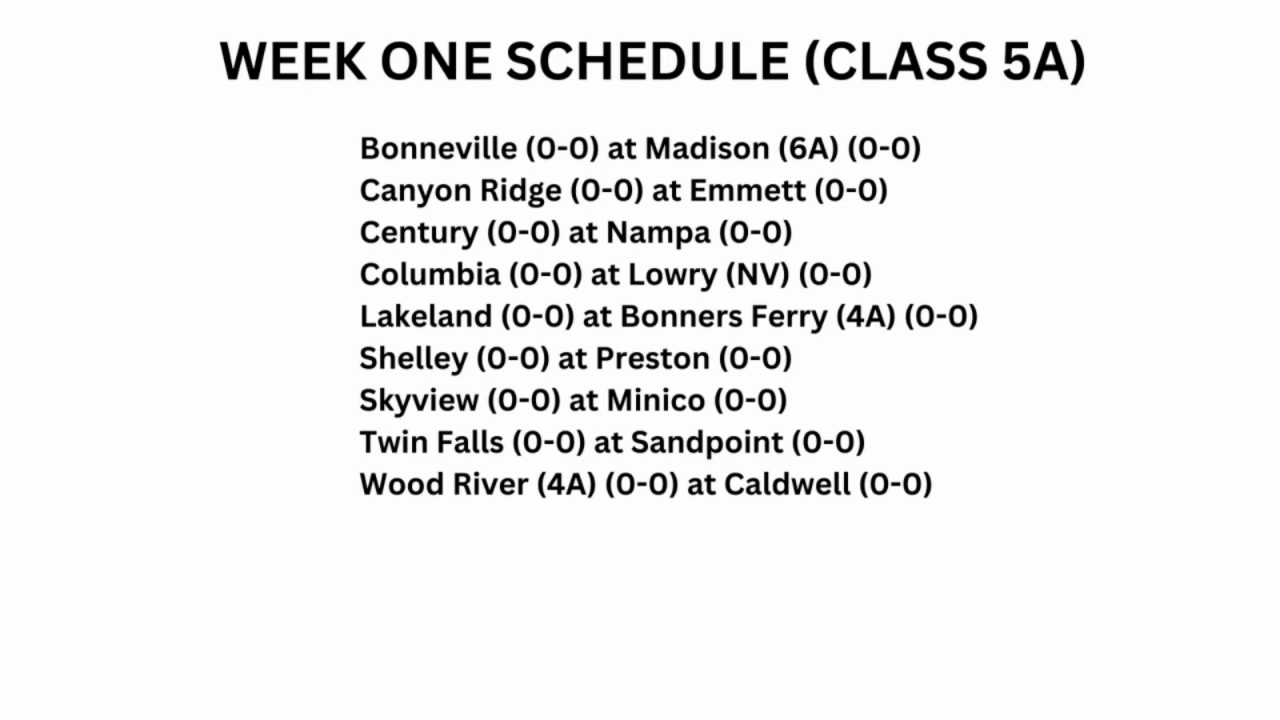 WEEK ONE SCHEDULE (CLASS 5A)
Bonneville (0-0) at Madison (6A) (0-0)
Canyon Ridge (0-0) at Emmett (0-0)
Century (0-0) at Nampa (0-0)
Columbia (0-0) at Lowry (NV) (0-0)
Lakeland (0-0) at Bonners Ferry (4A) (0-0)
Shelley (0-0) at Preston (0-0)
Skyview (0-0) at Minico (0-0)
Twin Falls (0-0) at Sandpoint (0-0)
Wood River (4A) (0-0) at Caldwell (0-0)